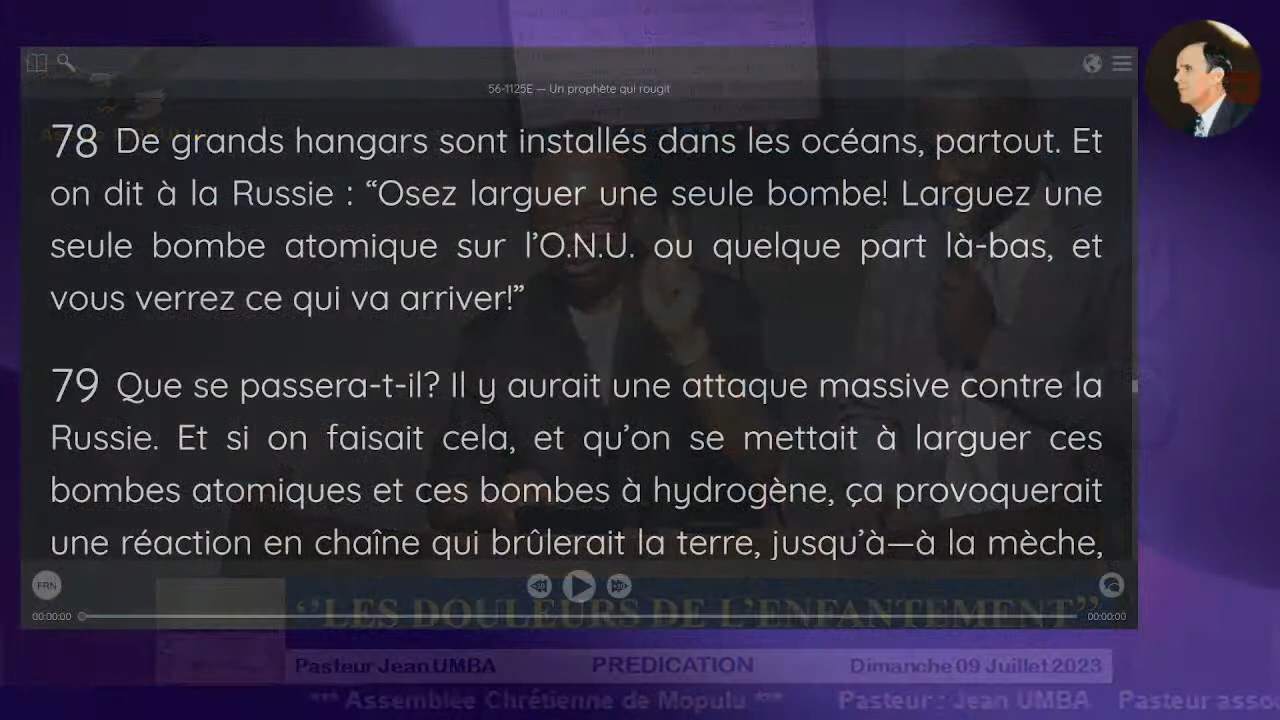 56-1125E — Un prophète qui rougit
78 De grands hangars sont installés dans les océans, partout. Et
on dit à la Russie : “Osez larguer une seule bombe! Larguez une
seule bombe atomique sur l’O.N.U. ou quelque part là-bas, et
vous verrez ce qui va arriver!”
79 Que se passera-t-il? Il y aurait une attaque massive contre la
Russie. Et si on faisait cela, et qu’on se mettait à larguer ces
bombes atomiques et ces bombes à hydrogène, ça provoquerait
une réaction en chaîne qui brûlerait la terre, jusqu’à—à la mèche,
FRN
00:00:00 00:00:00
‘‘LES DOULEURS DE L’ENFANTEMENT’’
Pasteur Jean UMBA PREDICATION Dimanche 09 Juillet 2023
*** Assemblée Chrétienne de Mopulu *** Pasteur : Jean UMBA Pasteur asso